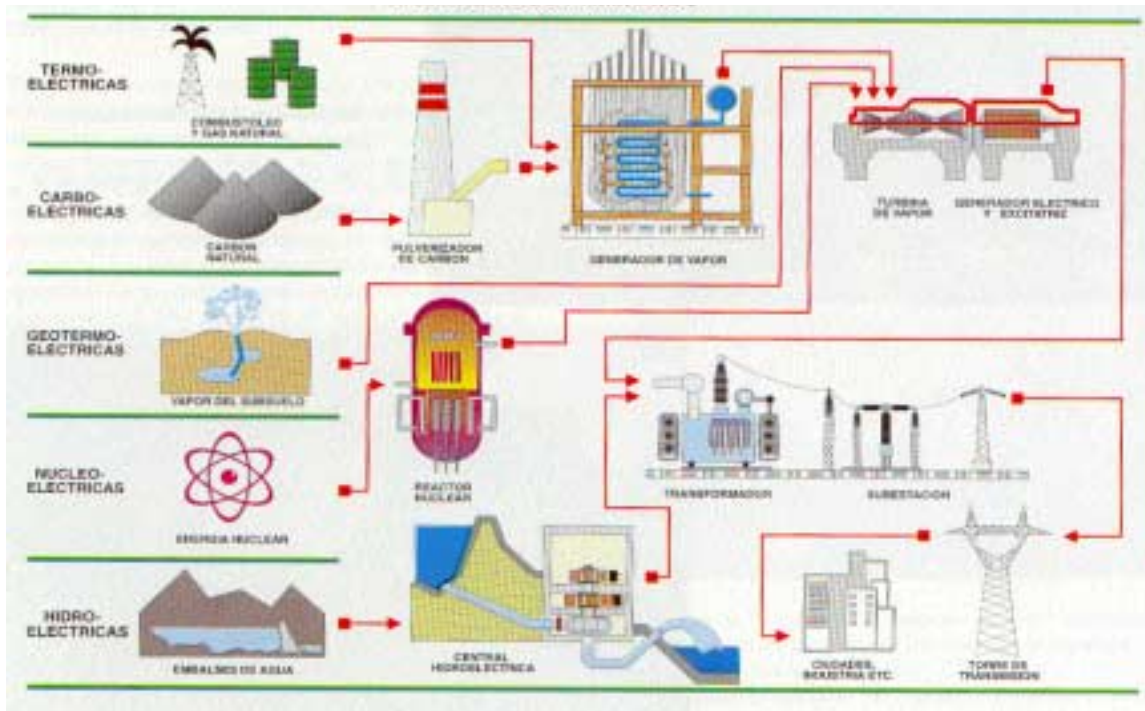 TERMO-
ELECTRICAS
COMBUSTOLEO
Y GAS NATURAL
CARBO-
ELECTRICAS
CARBON
NATURAL
PULVERIZADOR
DE CARBON
GENERADOR DE VAPOR
TURBINA
DE VAPOR
GENERADOR ELECTRICO
Y EXCITATRIZ
GEOTERMO-
ELECTRICAS
VAPOR DEL SUBSUELO
NUCLEO-
ELECTRICAS
ENERGIA NUCLEAR
REACTOR
NUCLEAR
TRANSFORMADOR
SUBESTACION
HIDRO-
ELECTRICAS
EMBALSES DE AGUA
CENTRAL
HIDROELECTRICA
CIUDADES,
INDUSTRIA ETC.
TORRE DE
TRANSMISION